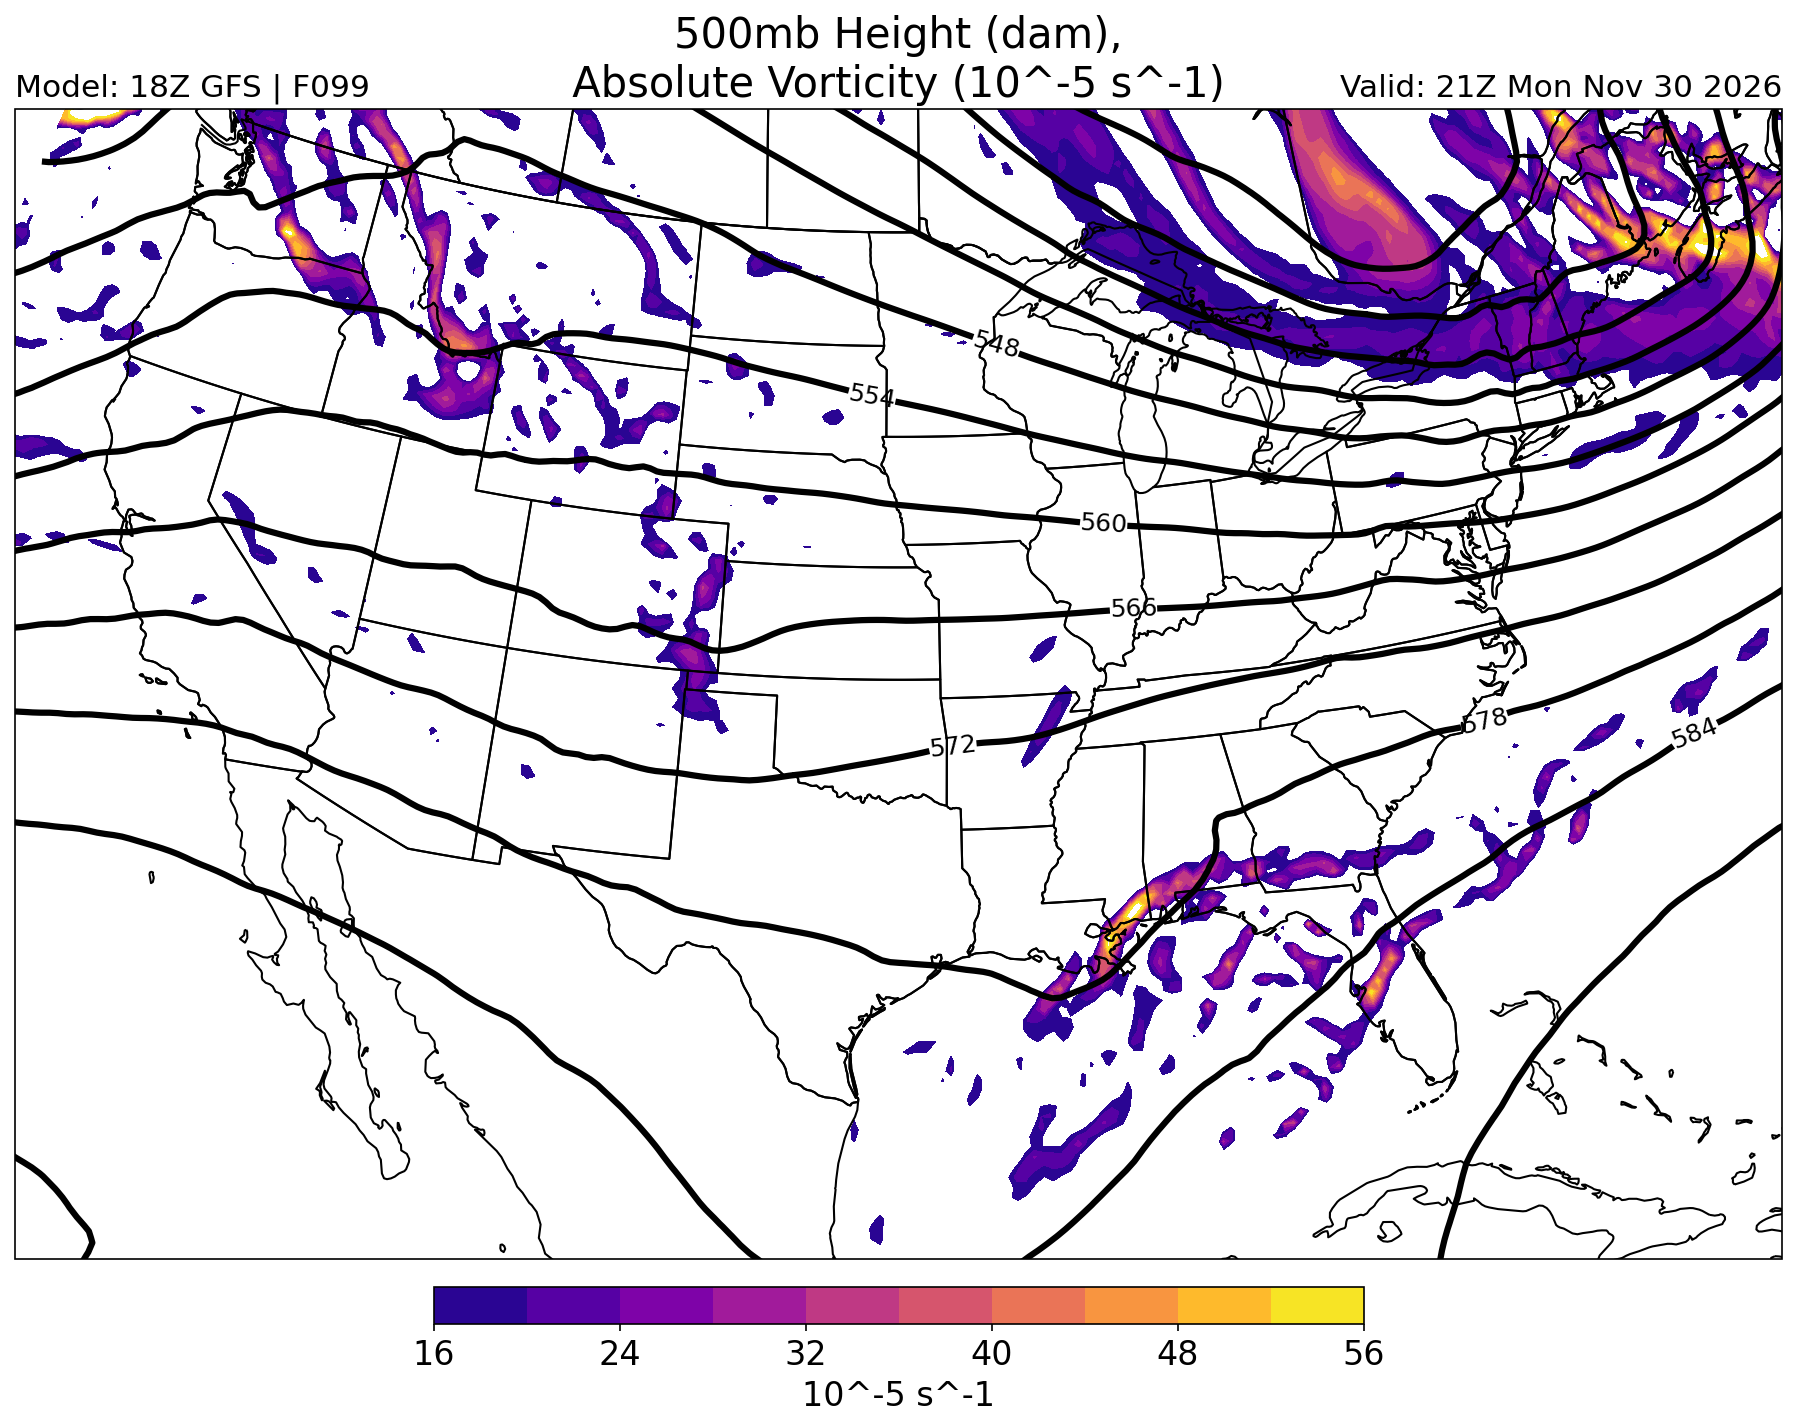 500mb Height (dam),
Model: 18Z GFS | F099
Absolute Vorticity (10^-5 s^-1)
Valid: 21Z Mon Nov 30 2026
548
554
560
566
572
578
584
16 24 32 40 48 56
10^-5 s^-1